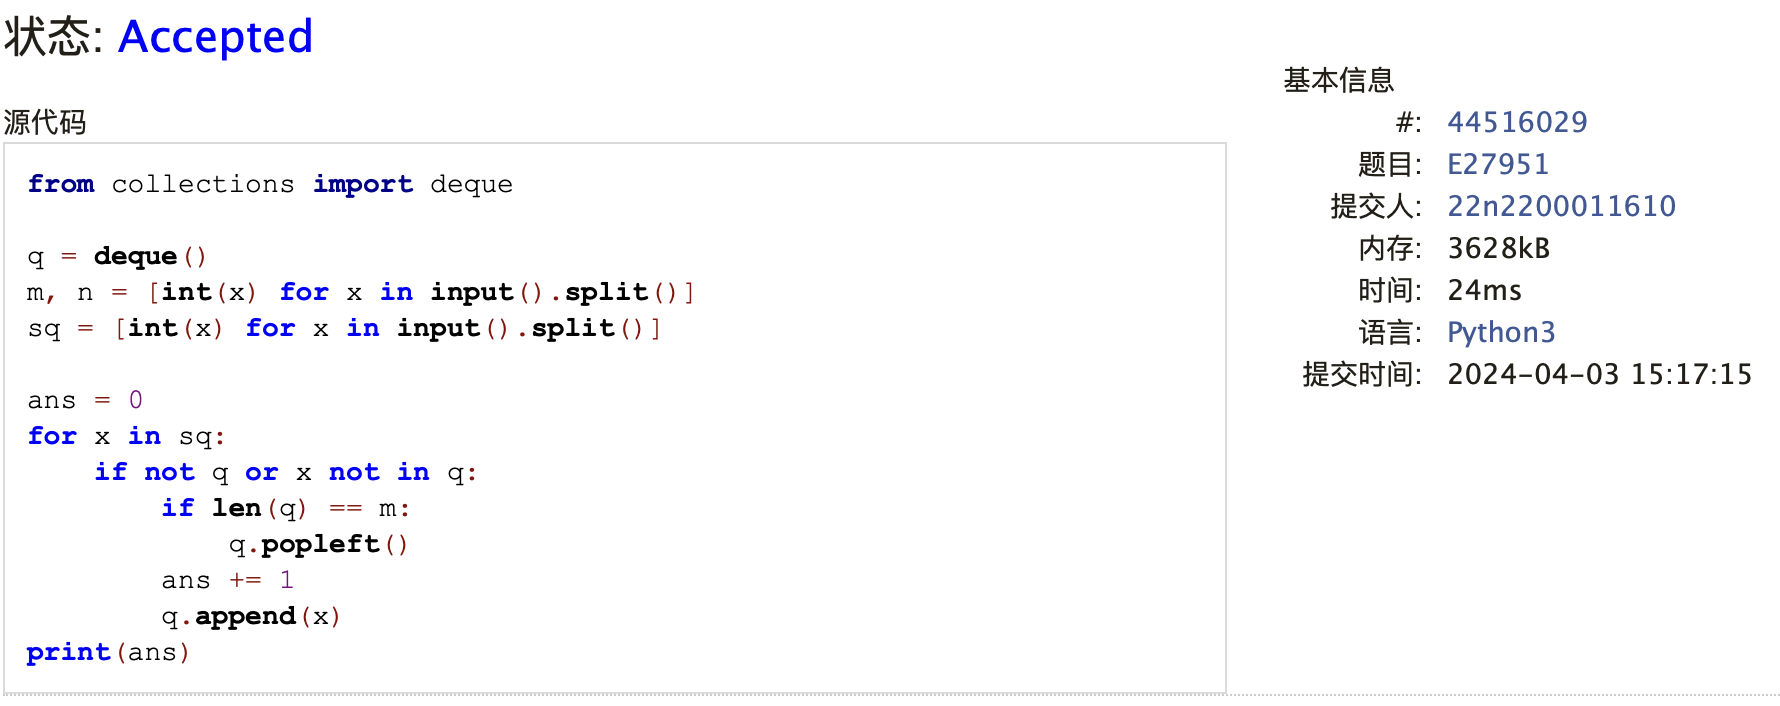 状态: Accepted
源代码
from collections import deque
q = deque()
m, n = [int(x) for x in input().split()]
sq = [int(x) for x in input().split()]
ans = 0
for x in sq:
    if not q or x not in q:
        if len(q) == m:
            q.popleft()
        ans += 1
        q.append(x)
print(ans)
基本信息
#: 44516029
题目: E27951
提交人: 22n2200011610
内存: 3628kB
时间: 24ms
语言: Python3
提交时间: 2024-04-03 15:17:15